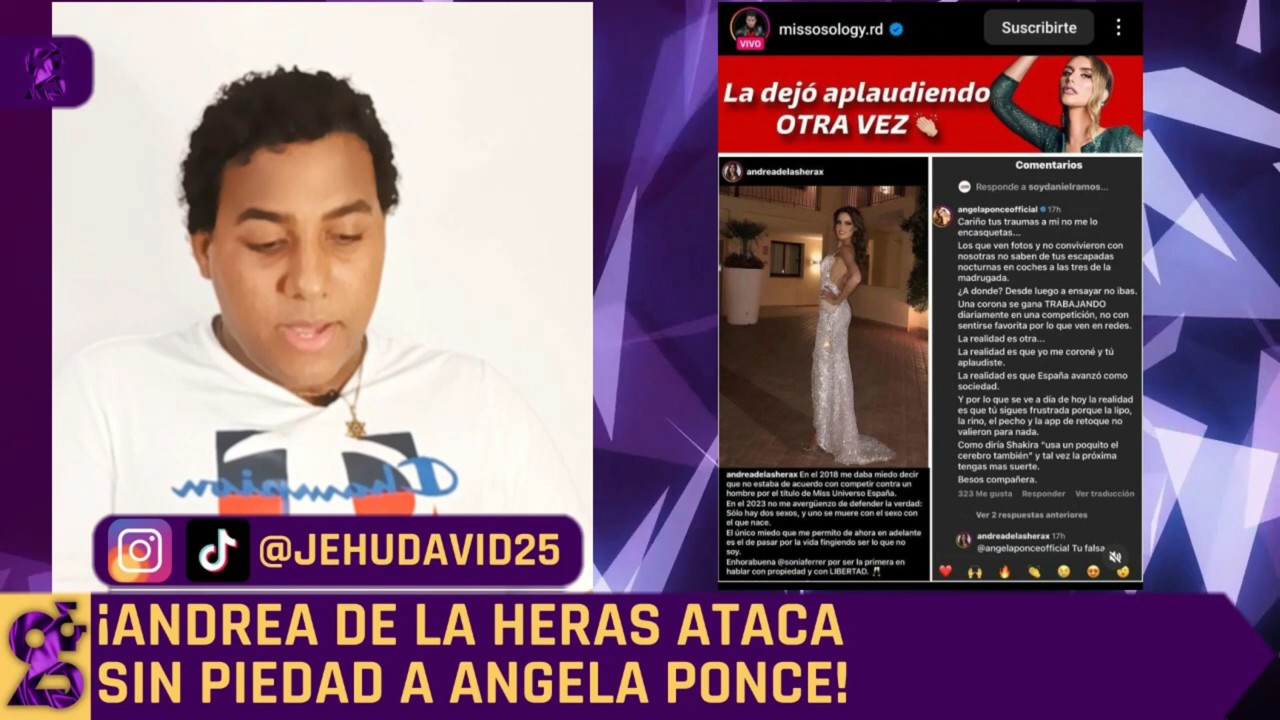 missosology.rd
Suscribirte
VIVO
La dejó aplaudiendo
OTRA VEZ
andreadelasherax
andreadelasherax En el 2018 me daba miedo decir
que no estaba de acuerdo con competir contra un
hombre por el título de Miss Universo España.
En el 2023 no me avergüenzo de defender la verdad:
Sólo hay dos sexos, y uno se muere con el sexo con
el que nace.
El único miedo que me permito de ahora en adelante
es el de pasar por la vida fingiendo ser lo que no
soy.
Enhorabuena @soniaferrer por ser la primera en
hablar con propiedad y con LIBERTAD.
Comentarios
Responde a soydanielramos...
angelaponceofficial 17h
Cariño tus traumas a mi no me lo
encasquetas...
Los que ven fotos y no convivieron con
nosotras no saben de tus escapadas
nocturnas en coches a las tres de la
madrugada.
¿A donde? Desde luego a ensayar no ibas.
Una corona se gana TRABAJANDO
diariamente en una competición, no con
sentirse favorita por lo que ven en redes.
La realidad es otra...
La realidad es que yo me coroné y tú
aplaudiste.
La realidad es que España avanzó como
sociedad.
Y por lo que se ve a día de hoy la realidad
es que tú sigues frustrada porque la lipo,
la rino, el pecho y la app de retoque no
valieron para nada.
Como diría Shakira "usa un poquito el
cerebro también" y tal vez la próxima
tengas mas suerte.
Besos compañera.
323 Me gusta Responder Ver traducción
Ver 2 respuestas anteriores
andreadelasherax 17h
@angelaponceofficial Tu falsa
Champion
@JEHUDAVID25
¡ANDREA DE LA HERAS ATACA
SIN PIEDAD A ANGELA PONCE!